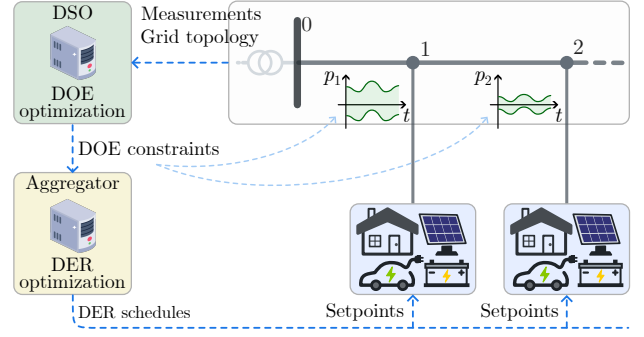 DSO
DOE
optimization
Measurements
Grid topology
0
1
2
p₁
t
p₂
t
DOE constraints
Aggregator
DER
optimization
DER schedules
Setpoints
Setpoints